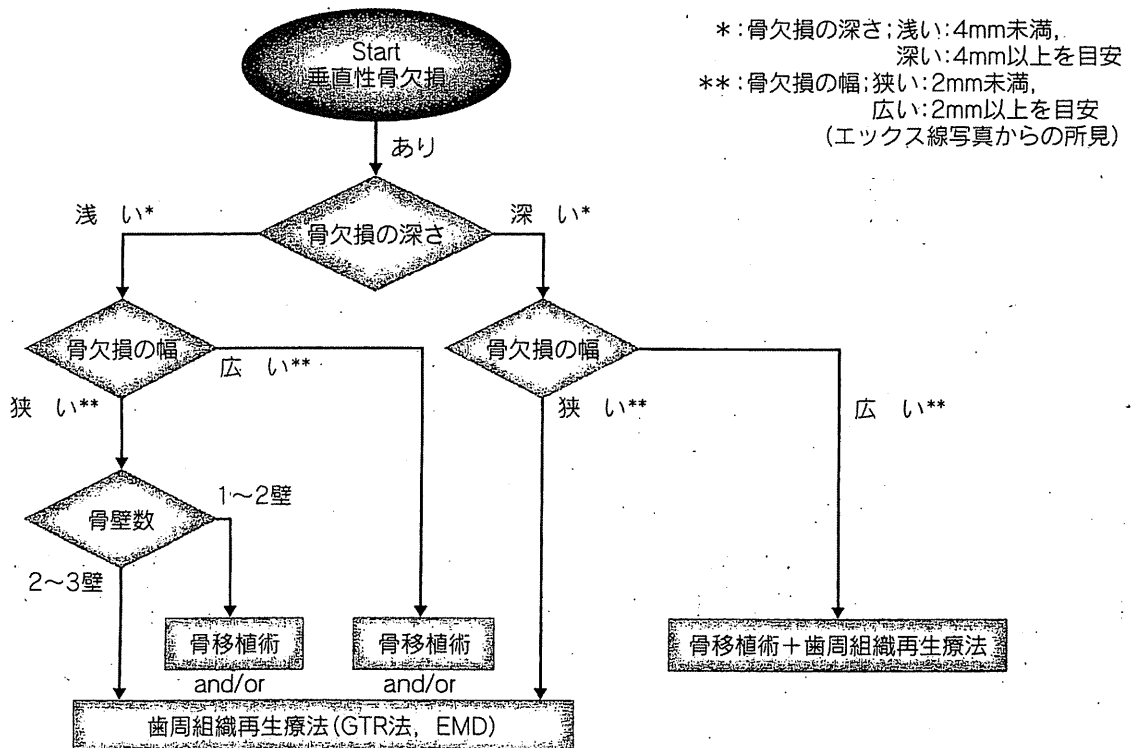 Start
垂直性骨欠損
*：骨欠損の深さ；浅い：4mm未満，
深い：4mm以上を目安
**：骨欠損の幅；狭い：2mm未満，
広い：2mm以上を目安
（エックス線写真からの所見）
あり
浅　い*
骨欠損の深さ
深　い*
骨欠損の幅
広　い**
狭　い**
骨欠損の幅
狭　い**
広　い**
骨壁数
1〜2壁
2〜3壁
骨移植術
and/or
骨移植術
and/or
骨移植術＋歯周組織再生療法
歯周組織再生療法(GTR法，EMD)